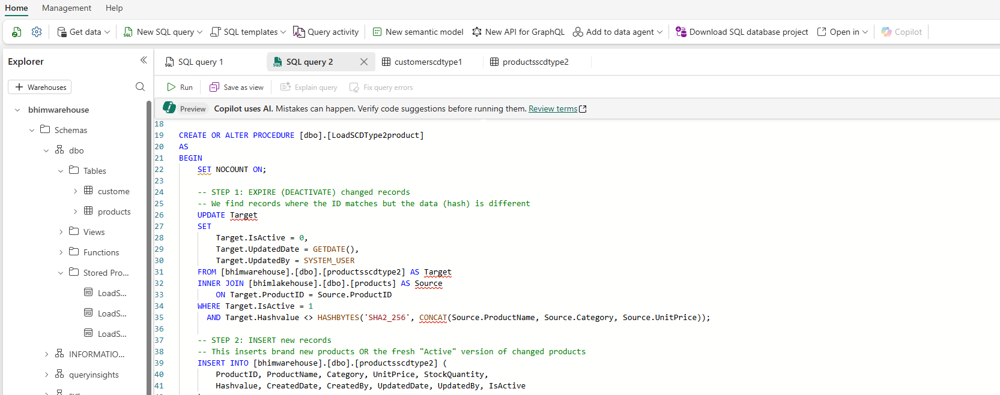 Home Management Help
Get data New SQL query SQL templates Query activity New semantic model New API for GraphQL Add to data agent Download SQL database project Open in Copilot
Explorer
SQL query 1 SQL query 2 customerscdtype1 productsscdtype2
+ Warehouses
Run Save as view Explain query Fix query errors
Preview Copilot uses AI. Mistakes can happen. Verify code suggestions before running them. Review terms
bhimwarehouse
Schemas
dbo
Tables
custome
products
Views
Functions
Stored Pro...
LoadS...
LoadS...
LoadS...
INFORMATIO...
queryinsights
18
19 CREATE OR ALTER PROCEDURE [dbo].[LoadSCDType2product]
20 AS
21 BEGIN
22 SET NOCOUNT ON;
23
24 -- STEP 1: EXPIRE (DEACTIVATE) changed records
25 -- We find records where the ID matches but the data (hash) is different
26 UPDATE Target
27 SET
28 Target.IsActive = 0,
29 Target.UpdatedDate = GETDATE(),
30 Target.UpdatedBy = SYSTEM_USER
31 FROM [bhimwarehouse].[dbo].[productsscdtype2] AS Target
32 INNER JOIN [bhimlakehouse].[dbo].[products] AS Source
33 ON Target.ProductID = Source.ProductID
34 WHERE Target.IsActive = 1
35 AND Target.Hashvalue <> HASHBYTES('SHA2_256', CONCAT(Source.ProductName, Source.Category, Source.UnitPrice));
36
37 -- STEP 2: INSERT new records
38 -- This inserts brand new products OR the fresh "Active" version of changed products
39 INSERT INTO [bhimwarehouse].[dbo].[productsscdtype2] (
40 ProductID, ProductName, Category, UnitPrice, StockQuantity,
41 Hashvalue, CreatedDate, CreatedBy, UpdatedDate, UpdatedBy, IsActive